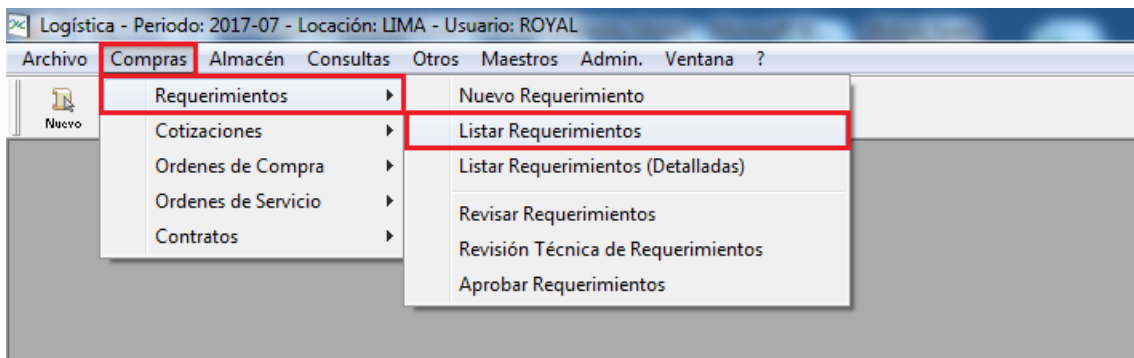 Logística - Periodo: 2017-07 - Locación: LIMA - Usuario: ROYAL
Archivo Compras Almacén Consultas Otros Maestros Admin. Ventana ?
Nuevo
Requerimientos
Cotizaciones
Ordenes de Compra
Ordenes de Servicio
Contratos
Nuevo Requerimiento
Listar Requerimientos
Listar Requerimientos (Detalladas)
Revisar Requerimientos
Revisión Técnica de Requerimientos
Aprobar Requerimientos